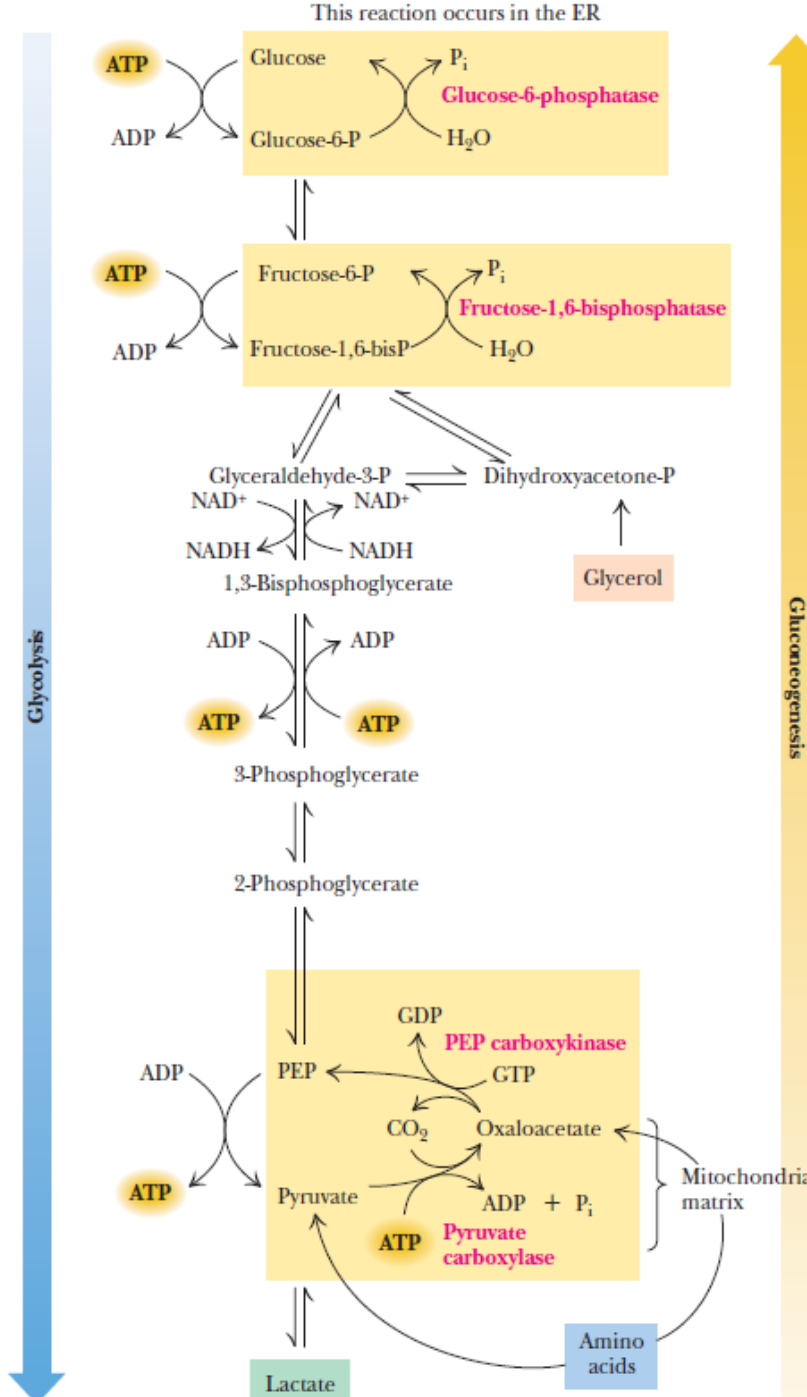 This reaction occurs in the ER
ATP
Glucose
Pi
Glucose-6-phosphatase
ADP
Glucose-6-P
H₂O
ATP
Fructose-6-P
Pi
Fructose-1,6-bisphosphatase
ADP
Fructose-1,6-bisP
H₂O
Glyceraldehyde-3-P
Dihydroxyacetone-P
NAD⁺
NAD⁺
NADH
NADH
Glycerol
1,3-Bisphosphoglycerate
Glycolysis
Gluconeogenesis
ADP
ADP
ATP
ATP
3-Phosphoglycerate
2-Phosphoglycerate
GDP
PEP carboxykinase
ADP
PEP
GTP
CO₂
Oxaloacetate
Mitochondria
matrix
ATP
Pyruvate
ADP + Pi
ATP
Pyruvate
carboxylase
Amino
acids
Lactate